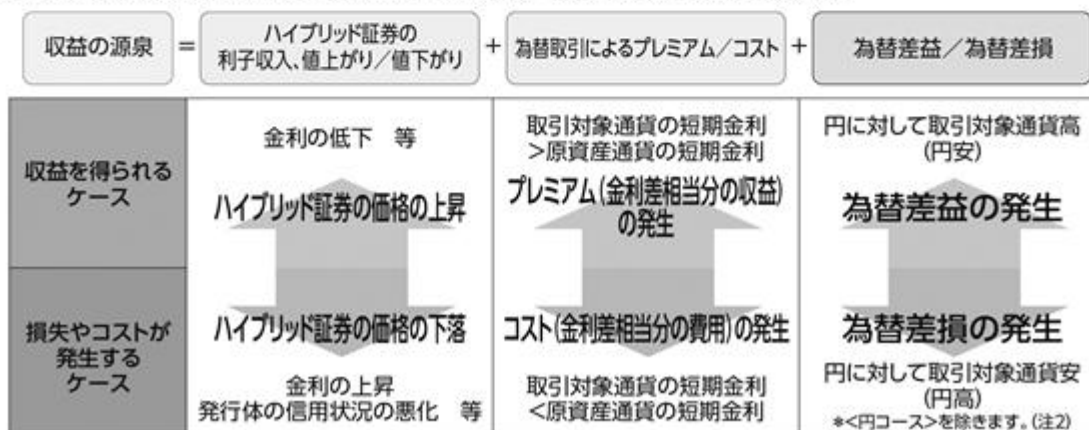 収益の源泉
=
ハイブリッド証券の
利子収入、値上がり／値下がり
+
為替取引によるプレミアム／コスト
+
為替差益／為替差損
収益を得られる
ケース
金利の低下　等
ハイブリッド証券の価格の上昇
取引対象通貨の短期金利
>原資産通貨の短期金利
プレミアム(金利差相当分の収益)
の発生
円に対して取引対象通貨高
(円安)
為替差益の発生
損失やコストが
発生する
ケース
ハイブリッド証券の価格の下落
金利の上昇
発行体の信用状況の悪化　等
コスト(金利差相当分の費用)の発生
取引対象通貨の短期金利
<原資産通貨の短期金利
為替差損の発生
円に対して取引対象通貨安
(円高)
*<円コース>を除きます。(注2)